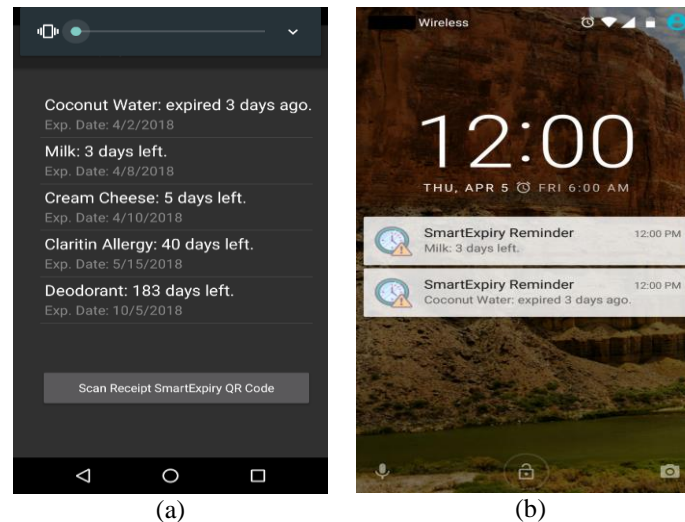 Coconut Water: expired 3 days ago.
Exp. Date: 4/2/2018
Milk: 3 days left.
Exp. Date: 4/8/2018
Cream Cheese: 5 days left.
Exp. Date: 4/10/2018
Claritin Allergy: 40 days left.
Exp. Date: 5/15/2018
Deodorant: 183 days left.
Exp. Date: 10/5/2018
Scan Receipt SmartExpiry QR Code
(a)
Wireless
12:00
THU, APR 5 FRI 6:00 AM
SmartExpiry Reminder 12:00 PM
Milk: 3 days left.
SmartExpiry Reminder 12:00 PM
Coconut Water: expired 3 days ago.
(b)